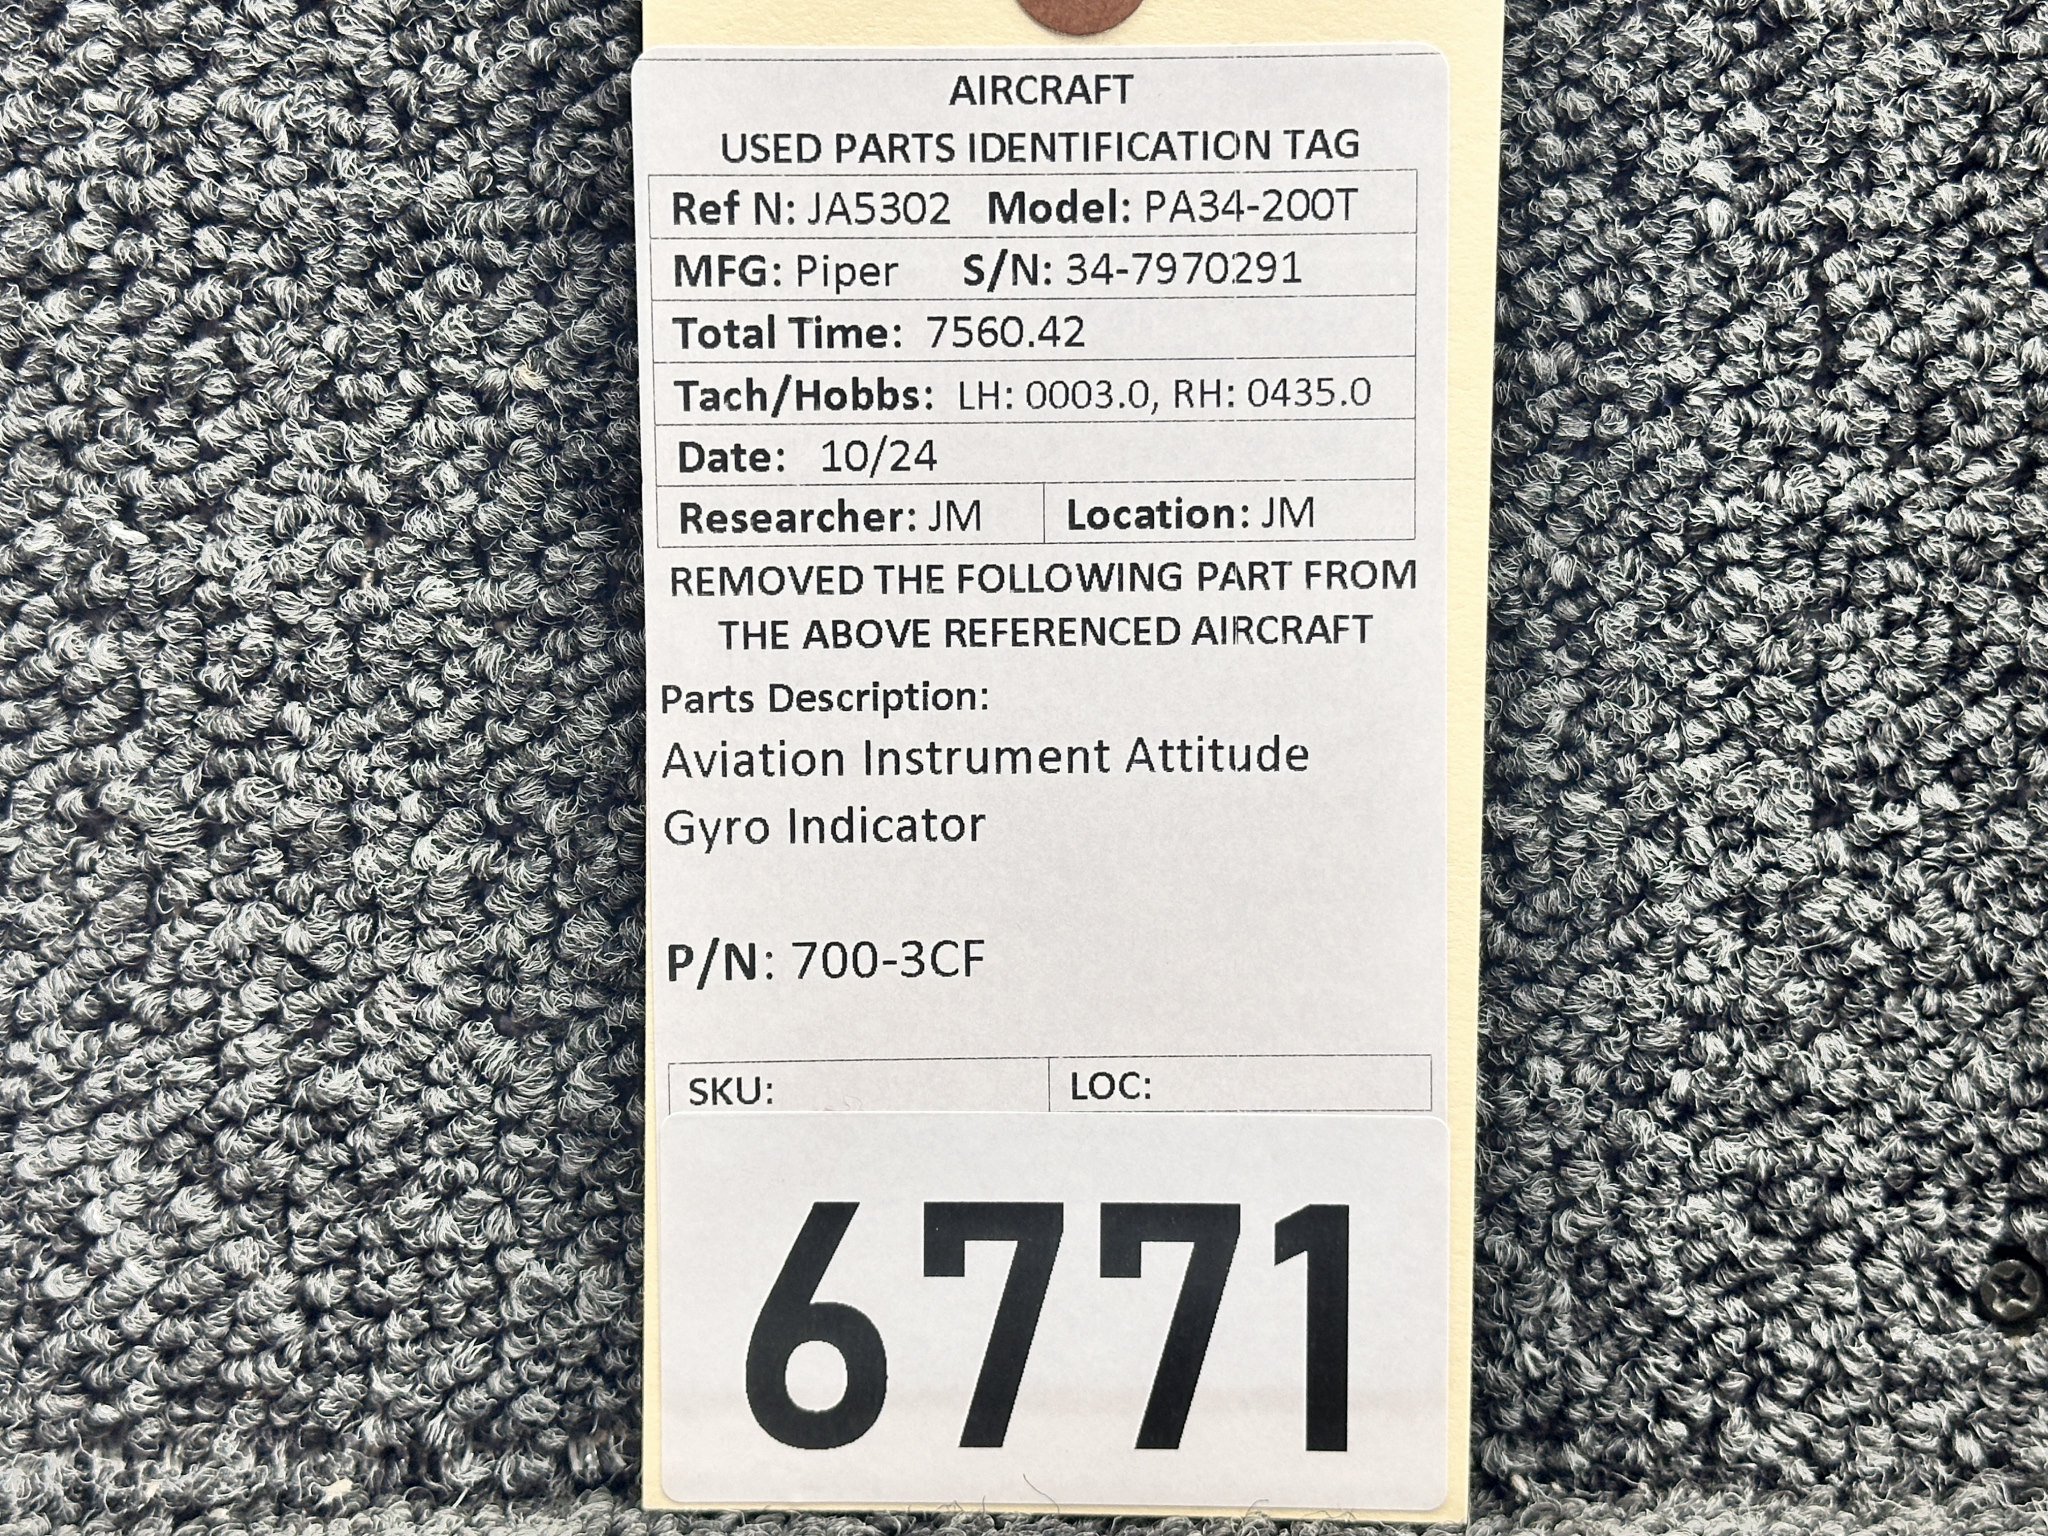 AIRCRAFT
USED PARTS IDENTIFICATION TAG
Ref N: JA5302 Model: PA34-200T
MFG: Piper S/N: 34-7970291
Total Time: 7560.42
Tach/Hobbs: LH: 0003.0, RH: 0435.0
Date: 10/24
Researcher: JM Location: JM
REMOVED THE FOLLOWING PART FROM
THE ABOVE REFERENCED AIRCRAFT
Parts Description:
Aviation Instrument Attitude
Gyro Indicator
P/N: 700-3CF
SKU: LOC:
6771